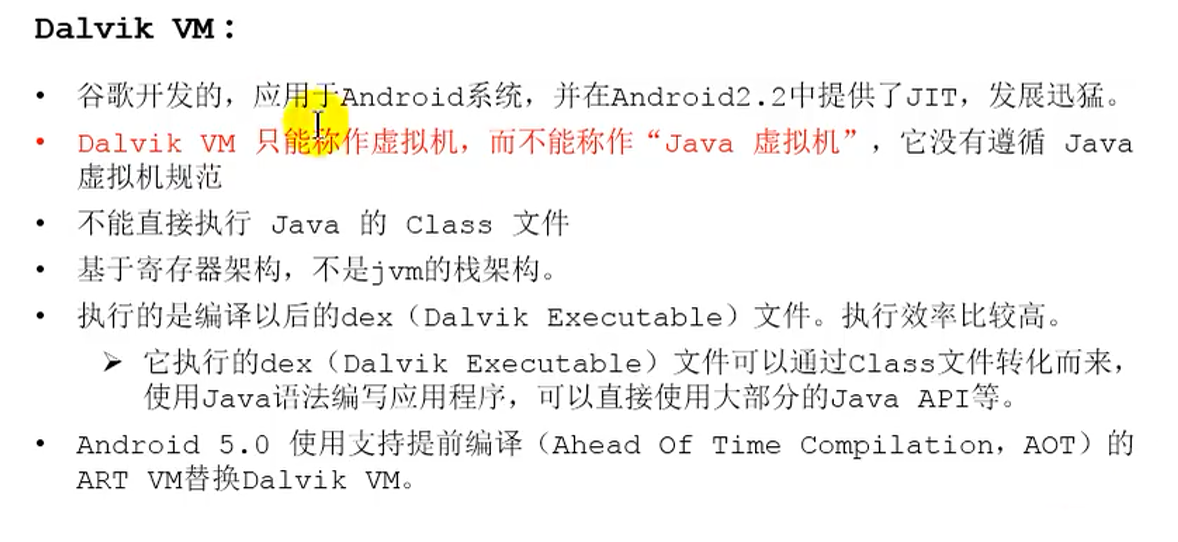 Dalvik VM：
• 谷歌开发的，应用于Android系统，并在Android2.2中提供了JIT，发展迅猛。
• Dalvik VM 只能称作虚拟机，而不能称作“Java 虚拟机”，它没有遵循 Java
虚拟机规范
• 不能直接执行 Java 的 Class 文件
• 基于寄存器架构，不是jvm的栈架构。
• 执行的是编译以后的dex（Dalvik Executable）文件。执行效率比较高。
➢ 它执行的dex（Dalvik Executable）文件可以通过Class文件转化而来，
使用Java语法编写应用程序，可以直接使用大部分的Java API等。
• Android 5.0 使用支持提前编译（Ahead Of Time Compilation，AOT）的
ART VM替换Dalvik VM。